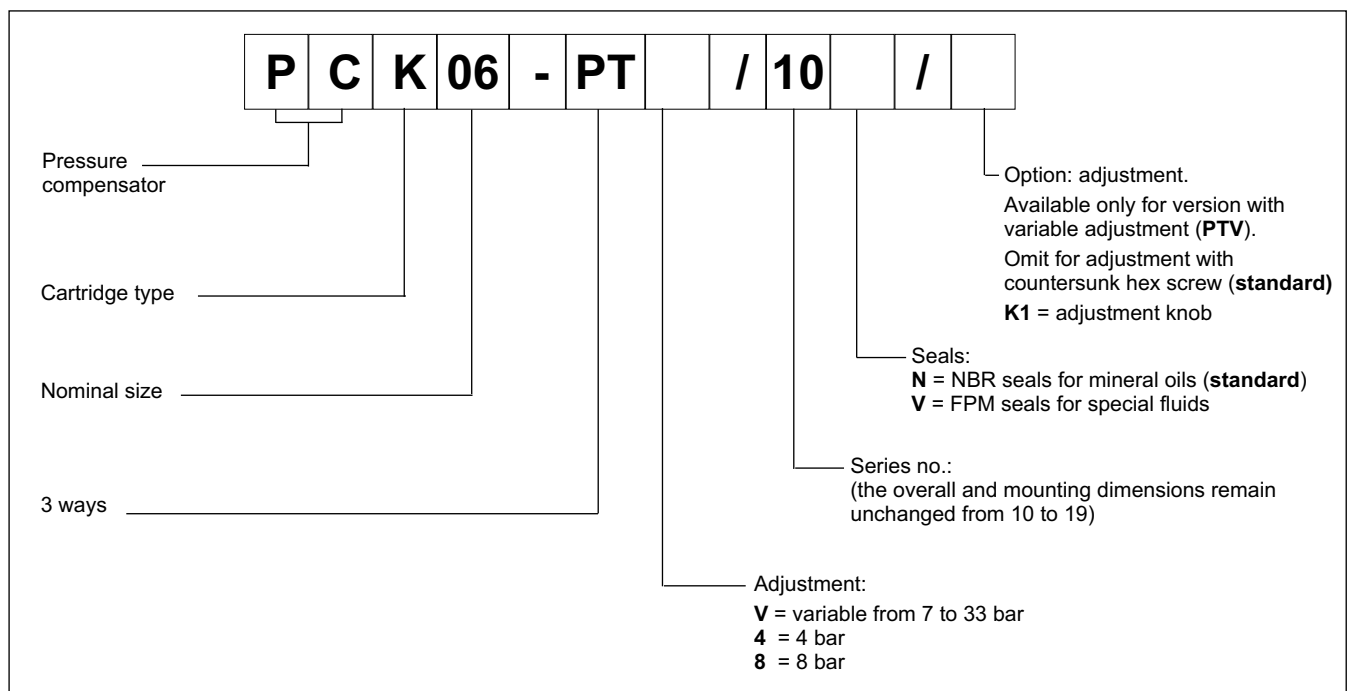 P C K 06 - PT / 10 /
Pressure
compensator
Cartridge type
Nominal size
3 ways
Option: adjustment.
Available only for version with
variable adjustment (PTV).
Omit for adjustment with
countersunk hex screw (standard)
K1 = adjustment knob
Seals:
N = NBR seals for mineral oils (standard)
V = FPM seals for special fluids
Series no.:
(the overall and mounting dimensions remain
unchanged from 10 to 19)
Adjustment:
V = variable from 7 to 33 bar
4 = 4 bar
8 = 8 bar